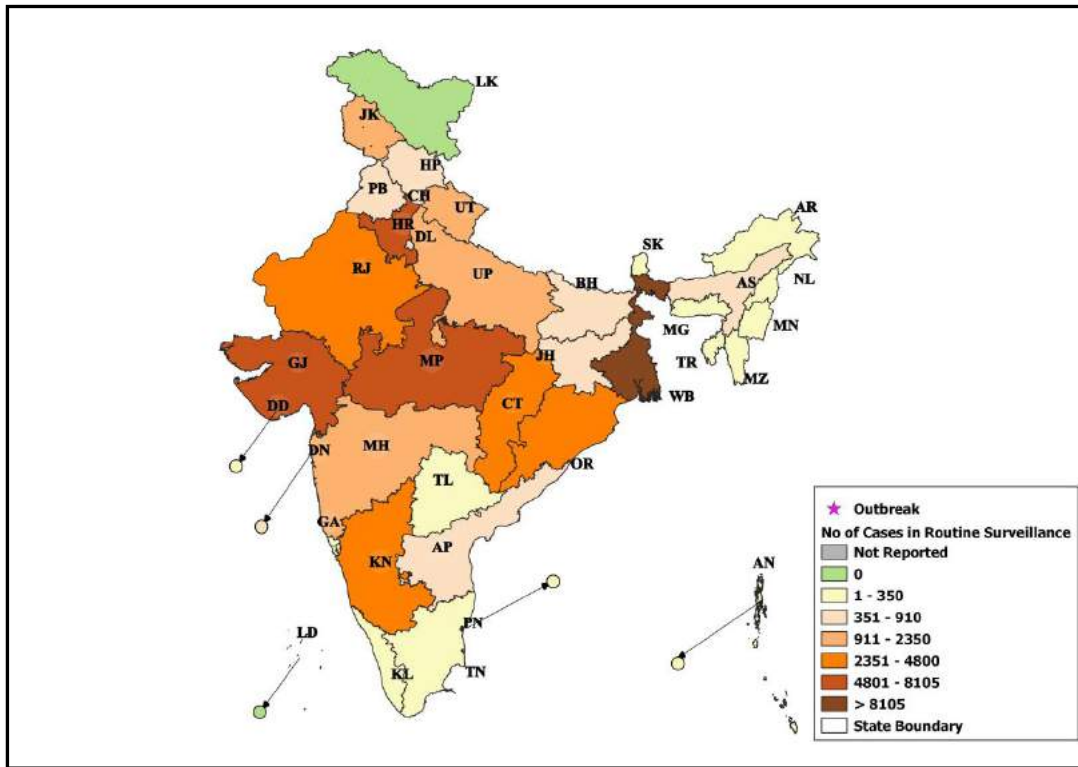 LK
JK
HP
PB
CH
UT
HR
DL
AR
SK
RJ
UP
BH
AS
NL
MG
MN
GJ
MP
JH
TR
MZ
DD
CT
WB
DN
MH
OR
TL
GA
AP
KN
AN
PN
LD
KL
TN
Outbreak
No of Cases in Routine Surveillance
Not Reported
0
1 - 350
351 - 910
911 - 2350
2351 - 4800
4801 - 8105
> 8105
State Boundary